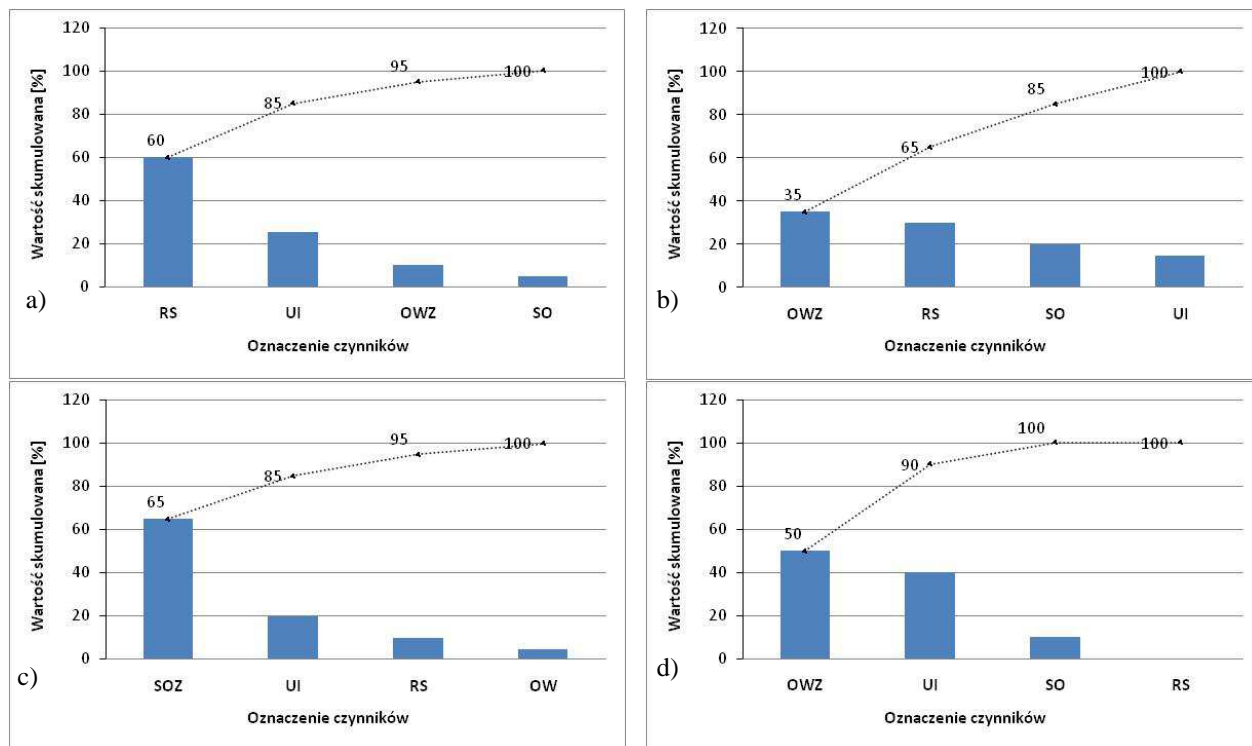 120
100
80
60
40
20
0
Wartość skumulowana [%]
60
85
95
100
RS UI OWZ SO
Oznaczenie czynników
a)
120
100
80
60
40
20
0
Wartość skumulowana [%]
35
65
85
100
OWZ RS SO UI
Oznaczenie czynników
b)
120
100
80
60
40
20
0
Wartość skumulowana [%]
65
85
95
100
SOZ UI RS OW
Oznaczenie czynników
c)
120
100
80
60
40
20
0
Wartość skumulowana [%]
50
90
100
100
OWZ UI SO RS
Oznaczenie czynników
d)